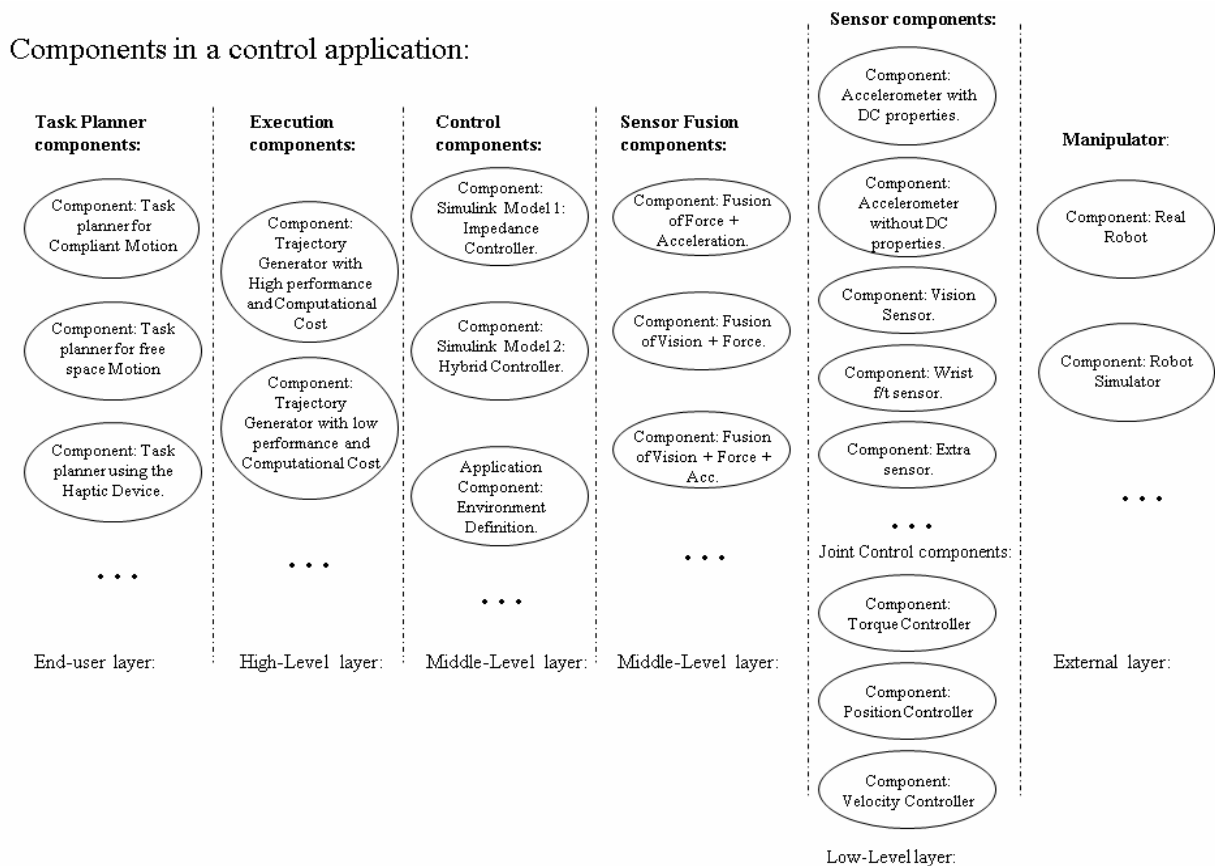 Components in a control application:
Task Planner
components:
Component: Task
planner for
Compliant Motion
Component: Task
planner for free
space Motion
Component: Task
planner using the
Haptic Device.
...
End-user layer:
Execution
components:
Component:
Trajectory
Generator with
High performance
and Computational
Cost
Component:
Trajectory
Generator with low
performance and
Computational Cost
...
High-Level layer:
Control
components:
Component:
Simulink Model 1:
Impedance
Controller.
Component:
Simulink Model 2:
Hybrid Controller.
Application
Component:
Environment
Definition.
...
Middle-Level layer:
Sensor Fusion
components:
Component: Fusion
of Force +
Acceleration.
Component: Fusion
of Vision + Force.
Component: Fusion
of Vision + Force +
Acc.
...
Middle-Level layer:
Sensor components:
Component:
Accelerometer with
DC properties.
Component:
Accelerometer
without DC
properties.
Component: Vision
Sensor.
Component: Wrist
f/t sensor.
Component: Extra
sensor.
...
Joint Control components:
Component:
Torque Controller
Component:
Position Controller
Component:
Velocity Controller
Low-Level layer:
Manipulator:
Component: Real
Robot
Component: Robot
Simulator
...
External layer: